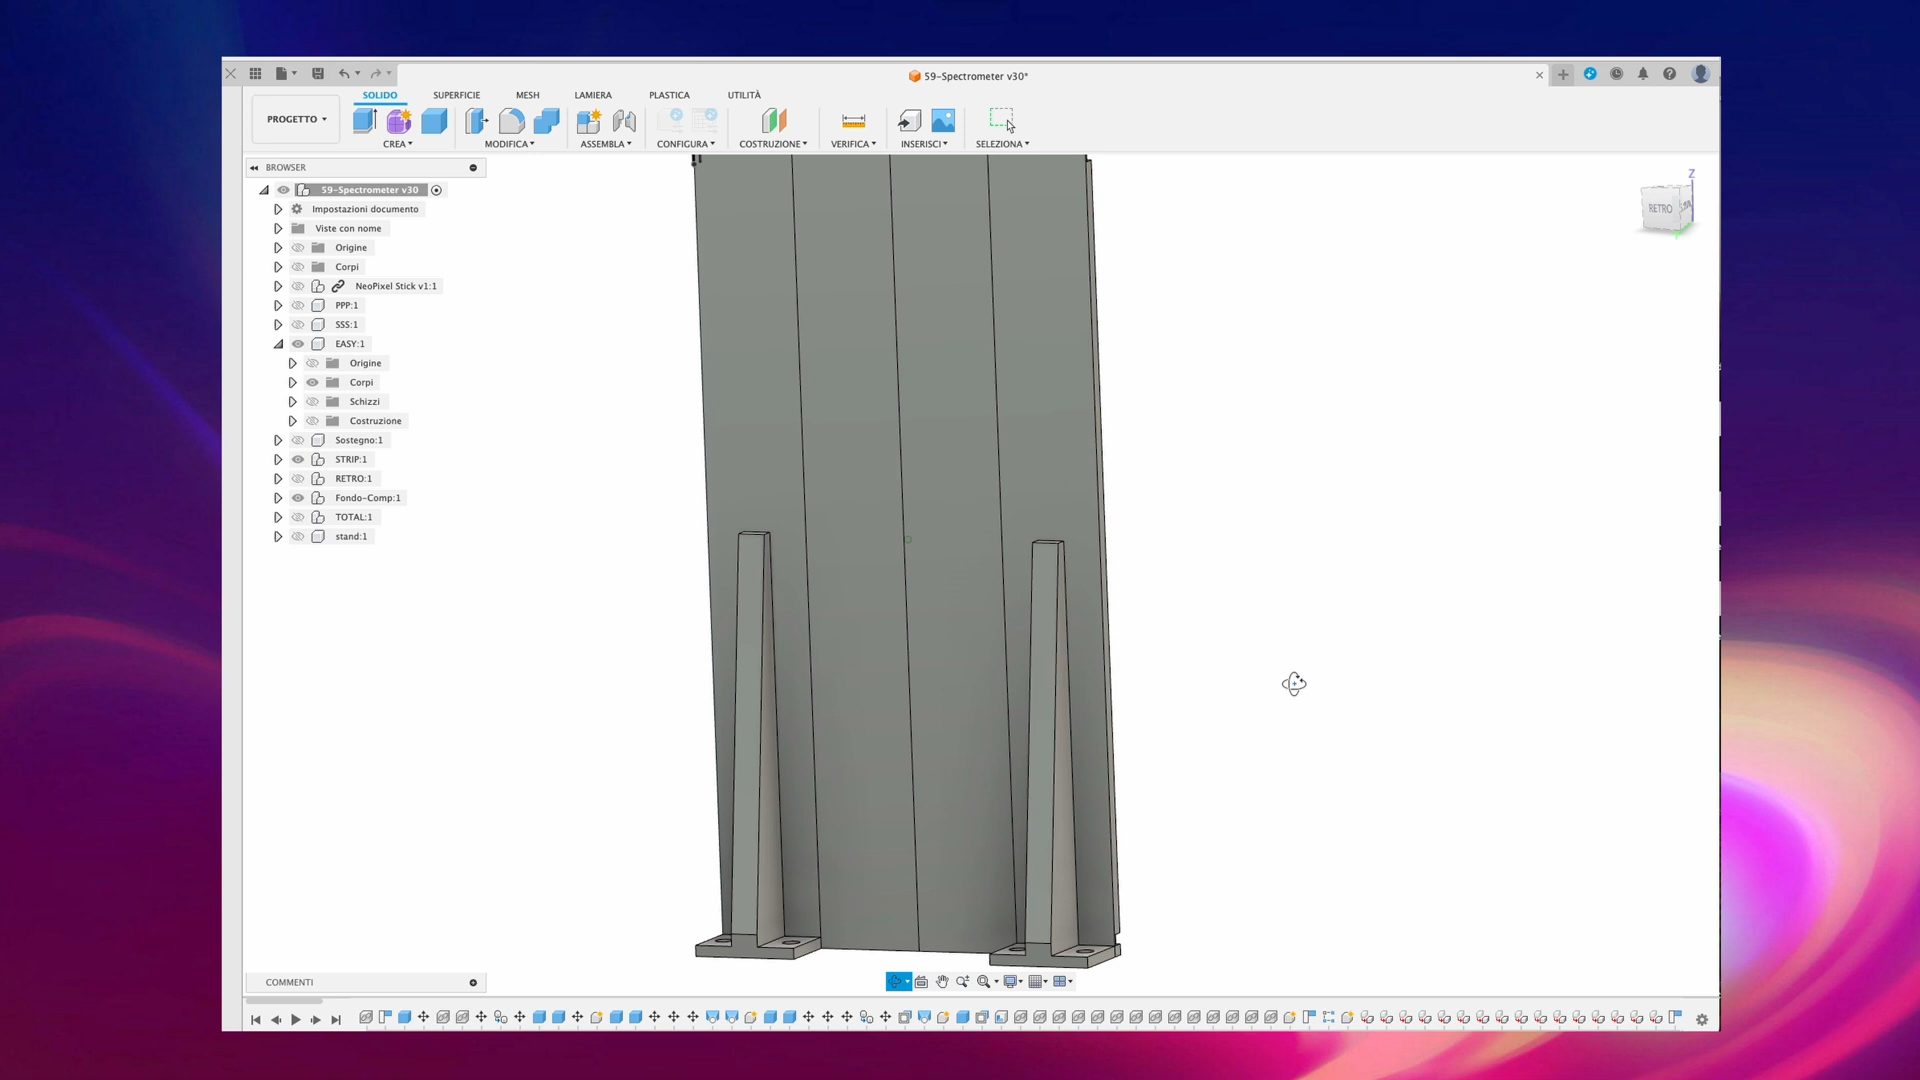 59-Spectrometer v30*
SOLIDO SUPERFICIE MESH LAMIERA PLASTICA UTILITÀ
PROGETTO
CREA MODIFICA ASSEMBLA CONFIGURA COSTRUZIONE VERIFICA INSERISCI SELEZIONA
BROWSER
59-Spectrometer v30
Impostazioni documento
Viste con nome
Origine
Corpi
NeoPixel Stick v1:1
PPP:1
SSS:1
EASY:1
Origine
Corpi
Schizzi
Costruzione
Sostegno:1
STRIP:1
RETRO:1
Fondo-Comp:1
TOTAL:1
stand:1
Z
RETRO
COMMENTI